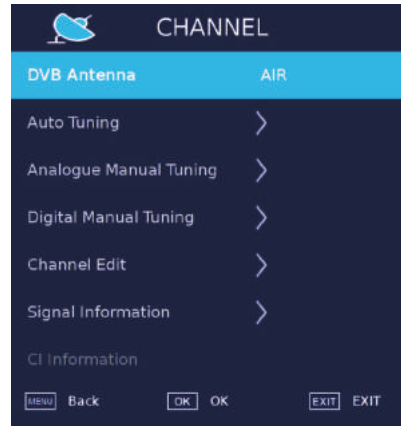 CHANNEL
DVB Antenna AIR
Auto Tuning
Analogue Manual Tuning
Digital Manual Tuning
Channel Edit
Signal Information
CI Information
MENU Back OK OK EXIT EXIT